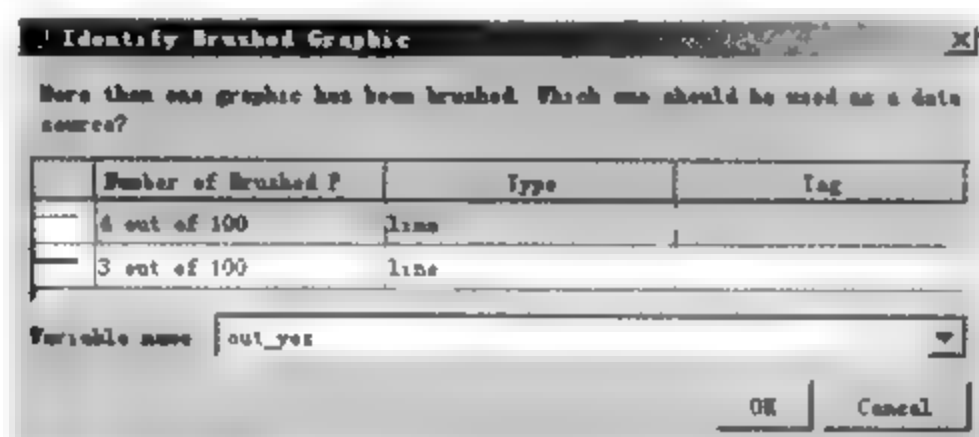 Identify Brushed Graphic
More than one graphic has been brushed. Which one should be used as a data
source?
Number of Brushed P Type Tag
4 out of 100 line
3 out of 100 line
Variable name out_yes
OK Cancel